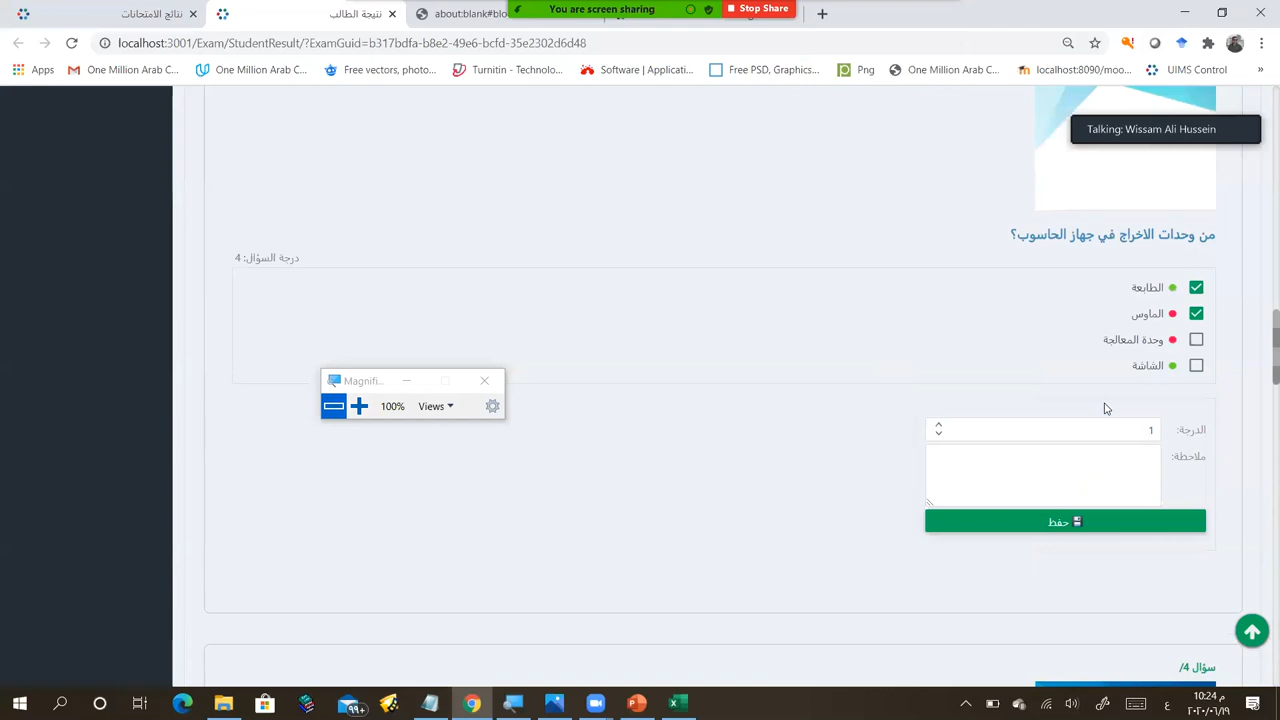 نتائج الامتحانات
نتيجة الطالب
about:blank#blo
You are screen sharing
Stop Share
localhost:3001/Exam/StudentResult/?ExamGuid=b317bdfa-b8e2-49e6-bcfd-35e2302d6d48
Apps
One Million Arab C...
One Million Arab C...
Free vectors, photo...
Turnitin - Technolo...
Software | Applicati...
Free PSD, Graphics...
Png
One Million Arab C...
localhost:8090/moo...
UIMS Control
»
Talking: Wissam Ali Hussein
من وحدات الاخراج في جهاز الحاسوب؟
درجة السؤال: 4
الطابعة
الماوس
وحدة المعالجة
الشاشة
Magnifi...
100%
Views
الدرجة:
1
ملاحظة:
حفظ
سؤال 4/
10:24
ع